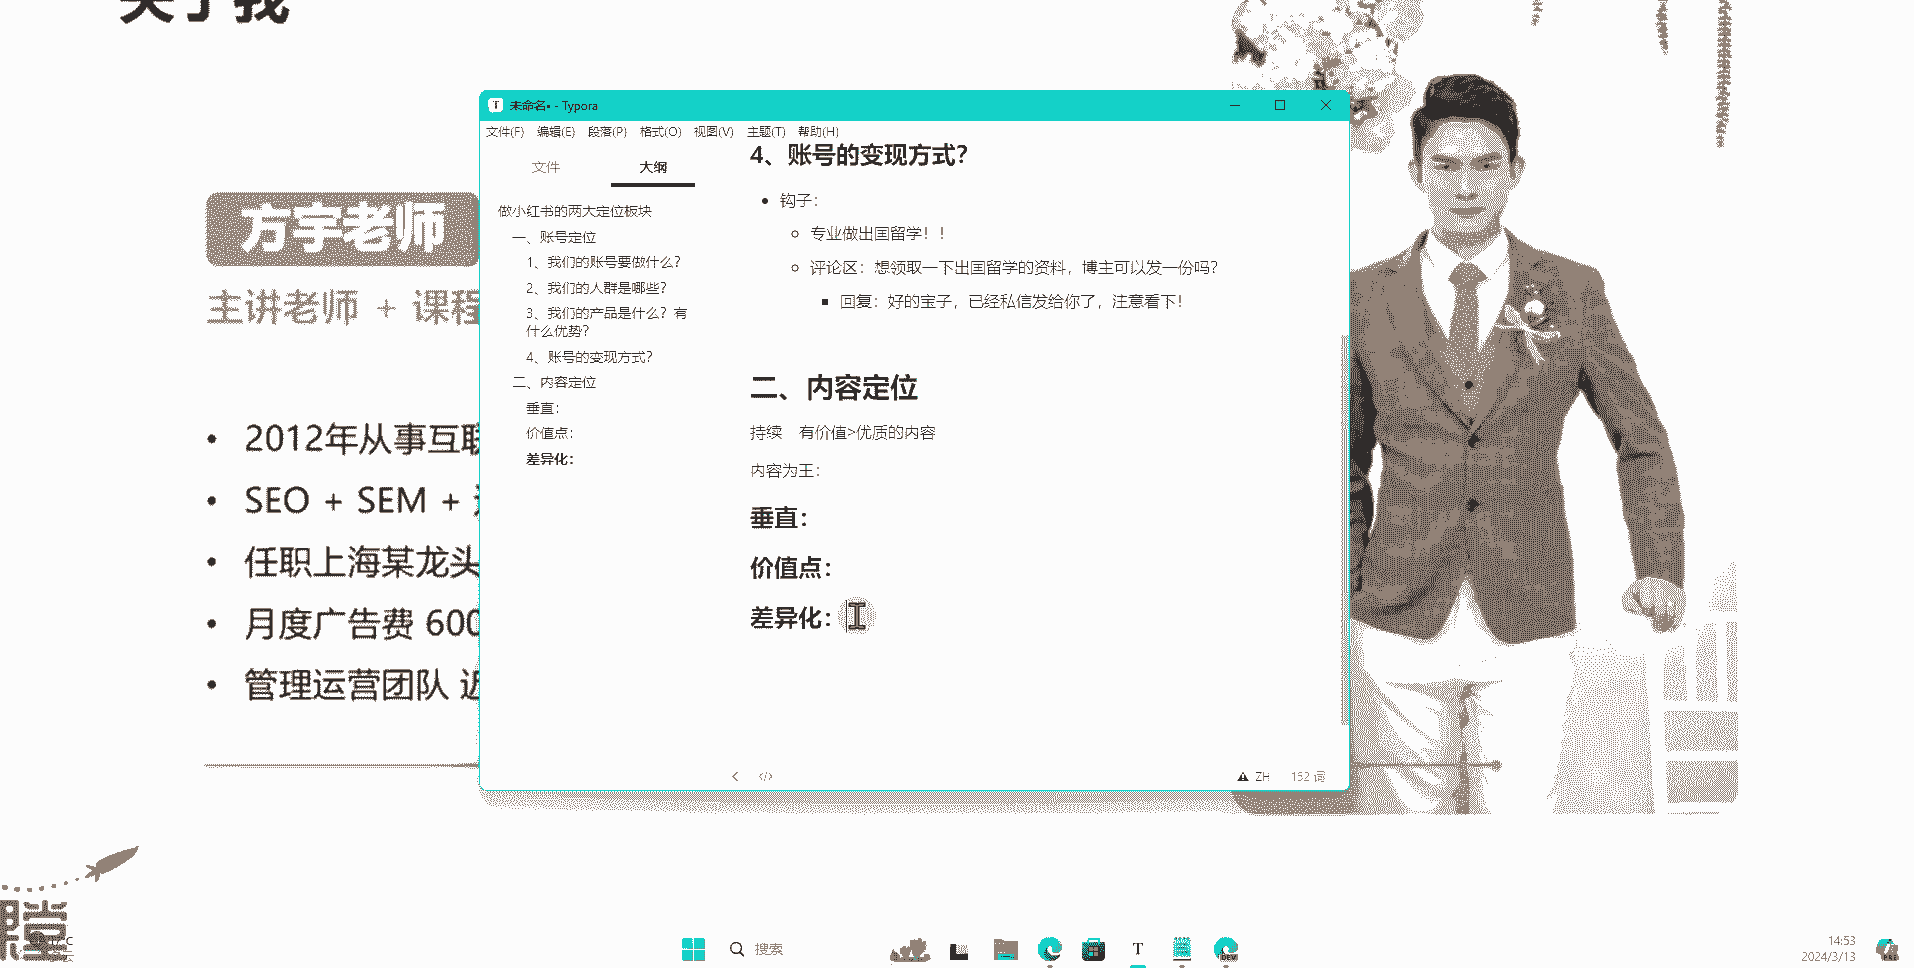 关于我
方宇老师
主讲老师 + 课程
2012年从事互联
SEO + SEM +
任职上海某龙头
月度广告费 600
管理运营团队 近
未命名• - Typora
文件(F) 编辑(E) 段落(P) 格式(O) 视图(V) 主题(T) 帮助(H)
文件 大纲
做小红书的两大定位板块
一、账号定位
1、我们的账号要做什么？
2、我们的人群是哪些？
3、我们的产品是什么？有
什么优势？
4、账号的变现方式？
二、内容定位
垂直：
价值点：
差异化：
4、账号的变现方式？
钩子：
专业做出国留学！！
评论区：想领取一下出国留学的资料，博主可以发一份吗？
回复：好的宝子，已经私信发给你了，注意看下！
二、内容定位
持续 有价值>优质的内容
内容为王：
垂直：
价值点：
差异化：
ZH 152 词
课堂
搜索
DEV
T
14:53
2024/3/13
PRE